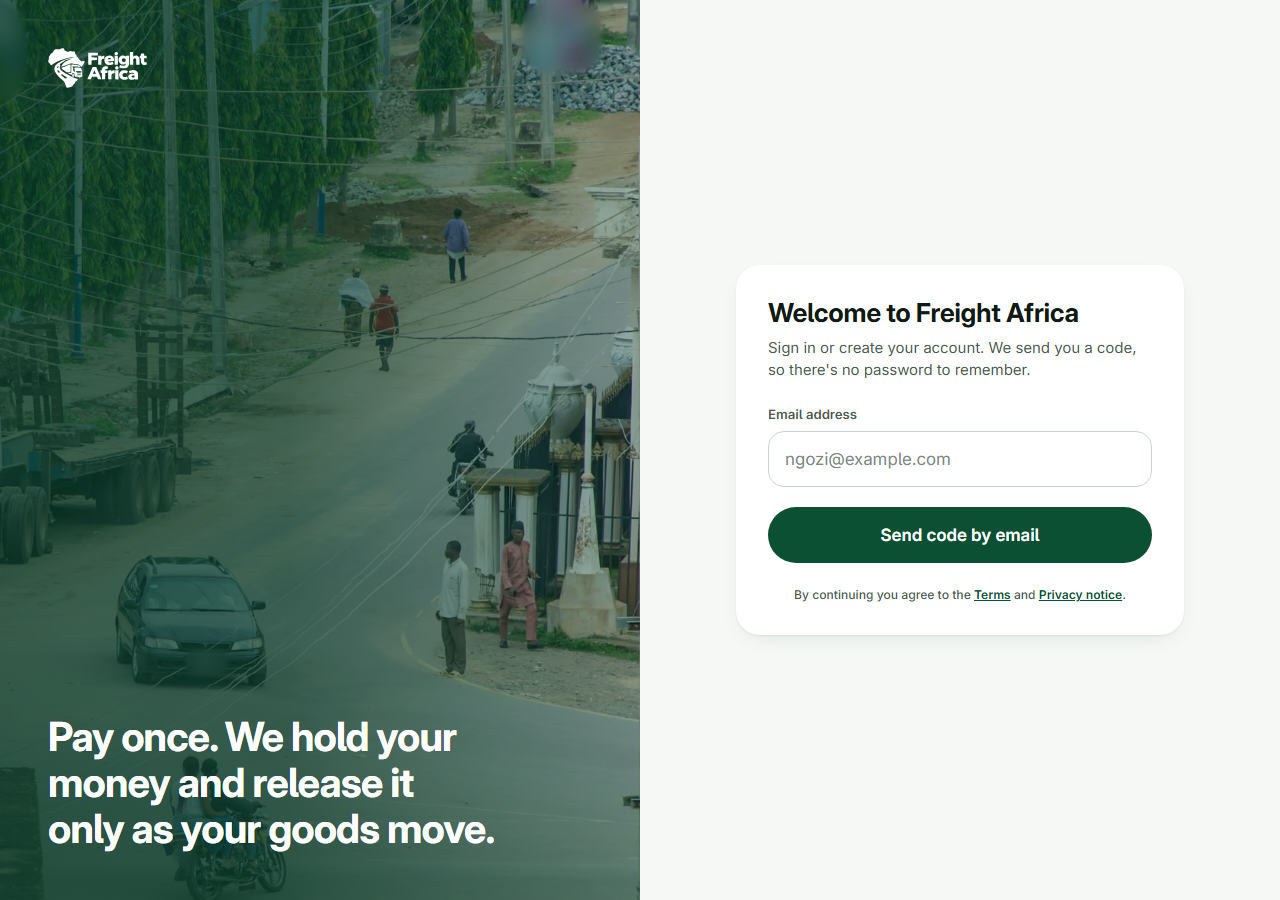 Freight
Africa
Pay once. We hold your
money and release it
only as your goods move.
Welcome to Freight Africa
Sign in or create your account. We send you a code,
so there's no password to remember.
Email address
ngozi@example.com
Send code by email
By continuing you agree to the Terms and Privacy notice.